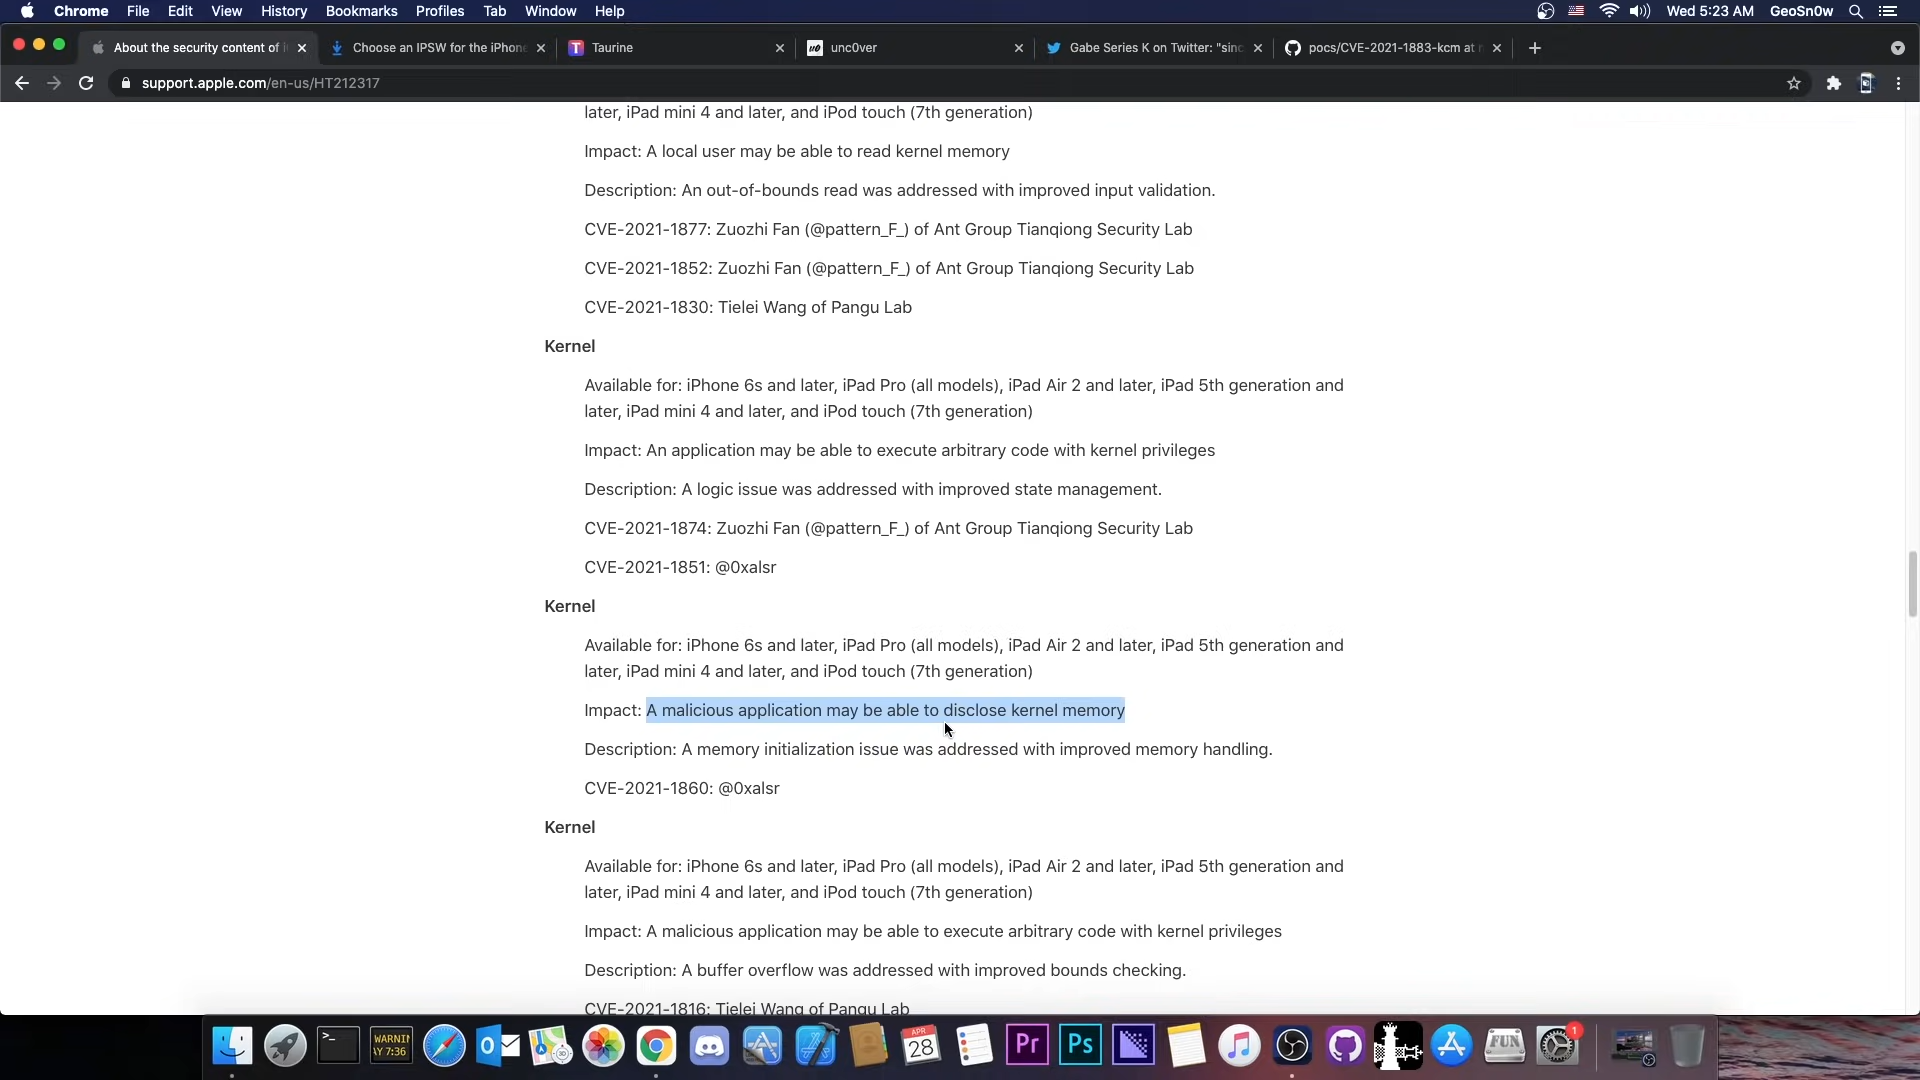 Chrome File Edit View History Bookmarks Profiles Tab Window Help Wed 5:23 AM GeoSn0w
About the security content of i Choose an IPSW for the iPhone Taurine unc0ver Gabe Series K on Twitter: "sinc pocs/CVE-2021-1883-kcm at
support.apple.com/en-us/HT212317
later, iPad mini 4 and later, and iPod touch (7th generation)
Impact: A local user may be able to read kernel memory
Description: An out-of-bounds read was addressed with improved input validation.
CVE-2021-1877: Zuozhi Fan (@pattern_F_) of Ant Group Tianqiong Security Lab
CVE-2021-1852: Zuozhi Fan (@pattern_F_) of Ant Group Tianqiong Security Lab
CVE-2021-1830: Tielei Wang of Pangu Lab
Kernel
Available for: iPhone 6s and later, iPad Pro (all models), iPad Air 2 and later, iPad 5th generation and
later, iPad mini 4 and later, and iPod touch (7th generation)
Impact: An application may be able to execute arbitrary code with kernel privileges
Description: A logic issue was addressed with improved state management.
CVE-2021-1874: Zuozhi Fan (@pattern_F_) of Ant Group Tianqiong Security Lab
CVE-2021-1851: @0xalsr
Kernel
Available for: iPhone 6s and later, iPad Pro (all models), iPad Air 2 and later, iPad 5th generation and
later, iPad mini 4 and later, and iPod touch (7th generation)
Impact: A malicious application may be able to disclose kernel memory
Description: A memory initialization issue was addressed with improved memory handling.
CVE-2021-1860: @0xalsr
Kernel
Available for: iPhone 6s and later, iPad Pro (all models), iPad Air 2 and later, iPad 5th generation and
later, iPad mini 4 and later, and iPod touch (7th generation)
Impact: A malicious application may be able to execute arbitrary code with kernel privileges
Description: A buffer overflow was addressed with improved bounds checking.
CVE-2021-1816: Tielei Wang of Pangu Lab
WARNIN
AY 7:36
APR
28
Pr
Ps
FUN
1